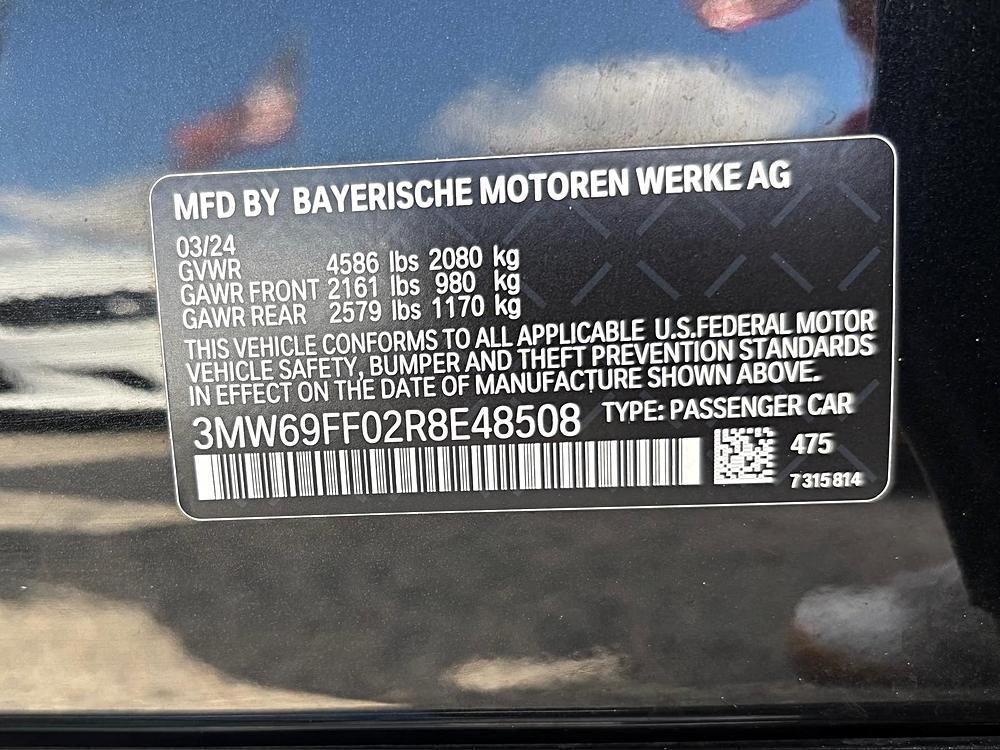 MFD BY BAYERISCHE MOTOREN WERKE AG
03/24
GVWR 4586 lbs 2080 kg
GAWR FRONT 2161 lbs 980 kg
GAWR REAR 2579 lbs 1170 kg
THIS VEHICLE CONFORMS TO ALL APPLICABLE U.S.FEDERAL MOTOR
VEHICLE SAFETY, BUMPER AND THEFT PREVENTION STANDARDS
IN EFFECT ON THE DATE OF MANUFACTURE SHOWN ABOVE.
3MW69FF02R8E48508 TYPE: PASSENGER CAR
475
7315814